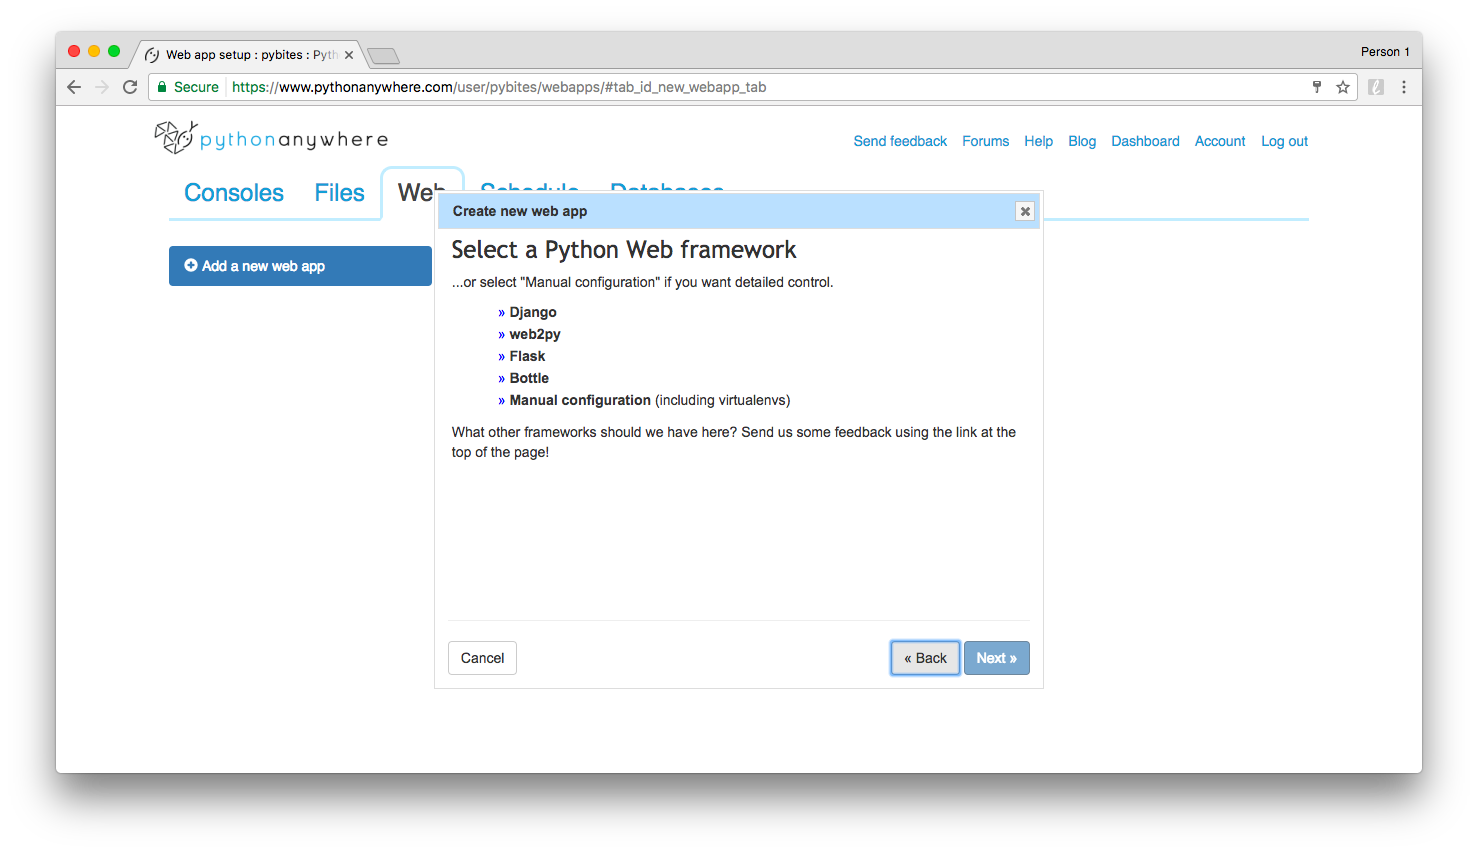 Web app setup : pybites : Pyth
Person 1
Secure https://www.pythonanywhere.com/user/pybites/webapps/#tab_id_new_webapp_tab
pythonanywhere
Send feedback Forums Help Blog Dashboard Account Log out
Consoles Files Web Schedule Databases
Create new web app
Add a new web app
Select a Python Web framework
...or select "Manual configuration" if you want detailed control.
» Django
» web2py
» Flask
» Bottle
» Manual configuration (including virtualenvs)
What other frameworks should we have here? Send us some feedback using the link at the
top of the page!
Cancel
« Back
Next »